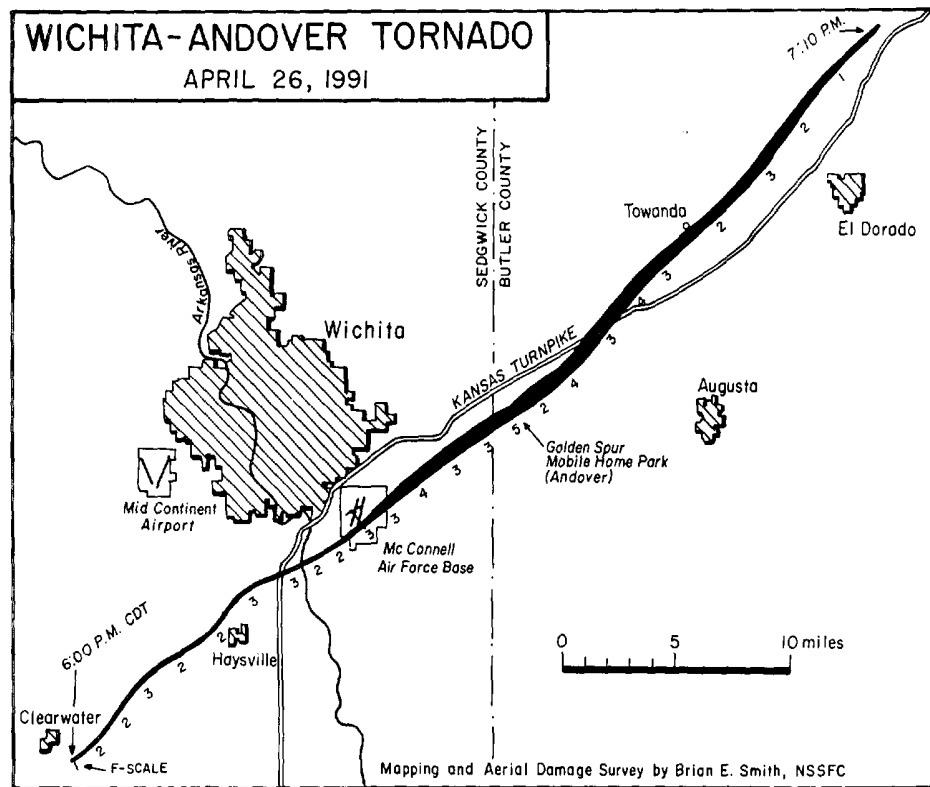 WICHITA-ANDOVER TORNADO
APRIL 26, 1991
7:10 P.M.
1
2
3
SEDGWICK COUNTY
BUTLER COUNTY
El Dorado
Towanda
2
3
4
3
Arkansas River
Wichita
KANSAS TURNPIKE
4
2
5
Augusta
Golden Spur
Mobile Home Park
(Andover)
3
3
4
3
3
Mid Continent
Airport
Mc Connell
Air Force Base
2
2
3
3
2
2
3
2
2
6:00 P.M. CDT
Haysville
0 5 10 miles
Clearwater
F-SCALE
Mapping and Aerial Damage Survey by Brian E. Smith, NSSFC